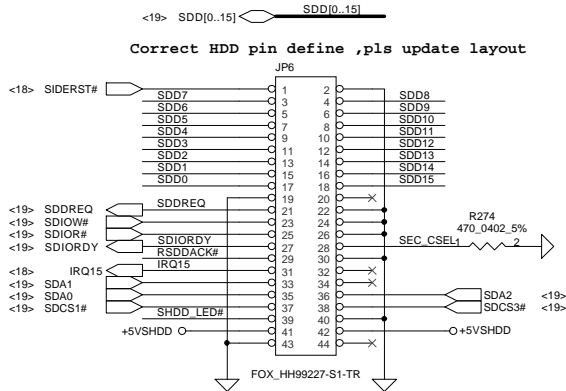 <19> SDD[0..15] SDD[0..15]
Correct HDD pin define ,pls update layout
JP6
<18> SIDERST# 1 2
SDD7 3 4 SDD8
SDD6 5 6 SDD9
SDD5 7 8 SDD10
SDD4 9 10 SDD11
SDD3 11 12 SDD12
SDD2 13 14 SDD13
SDD1 15 16 SDD14
SDD0 17 18 SDD15
19 20
<19> SDDREQ SDDREQ 21 22
<19> SDIOW# 23 24
<19> SDIOR# 25 26
<19> SDIORDY SDIORDY 27 28 SEC_CSEL 1 2
R274
470_0402_5%
RSDDACK# 29 30
<18> IRQ15 IRQ15 31 32
<19> SDA1 33 34
<19> SDA0 35 36 SDA2 <19>
<19> SDCS1# 37 38 SDCS3# <19>
SHDD_LED# 39 40
+5VSHDD 41 42 +5VSHDD
43 44
FOX_HH99227-S1-TR